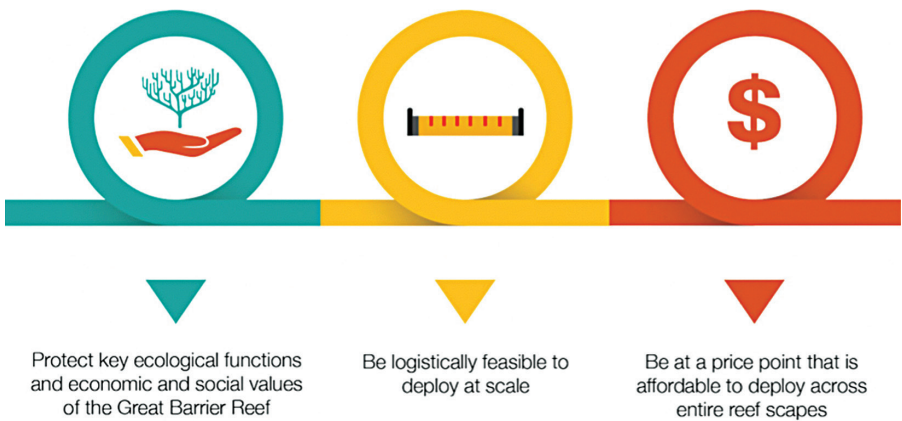 $
Protect key ecological functions
and economic and social values
of the Great Barrier Reef
Be logistically feasible to
deploy at scale
Be at a price point that is
affordable to deploy across
entire reef scapes